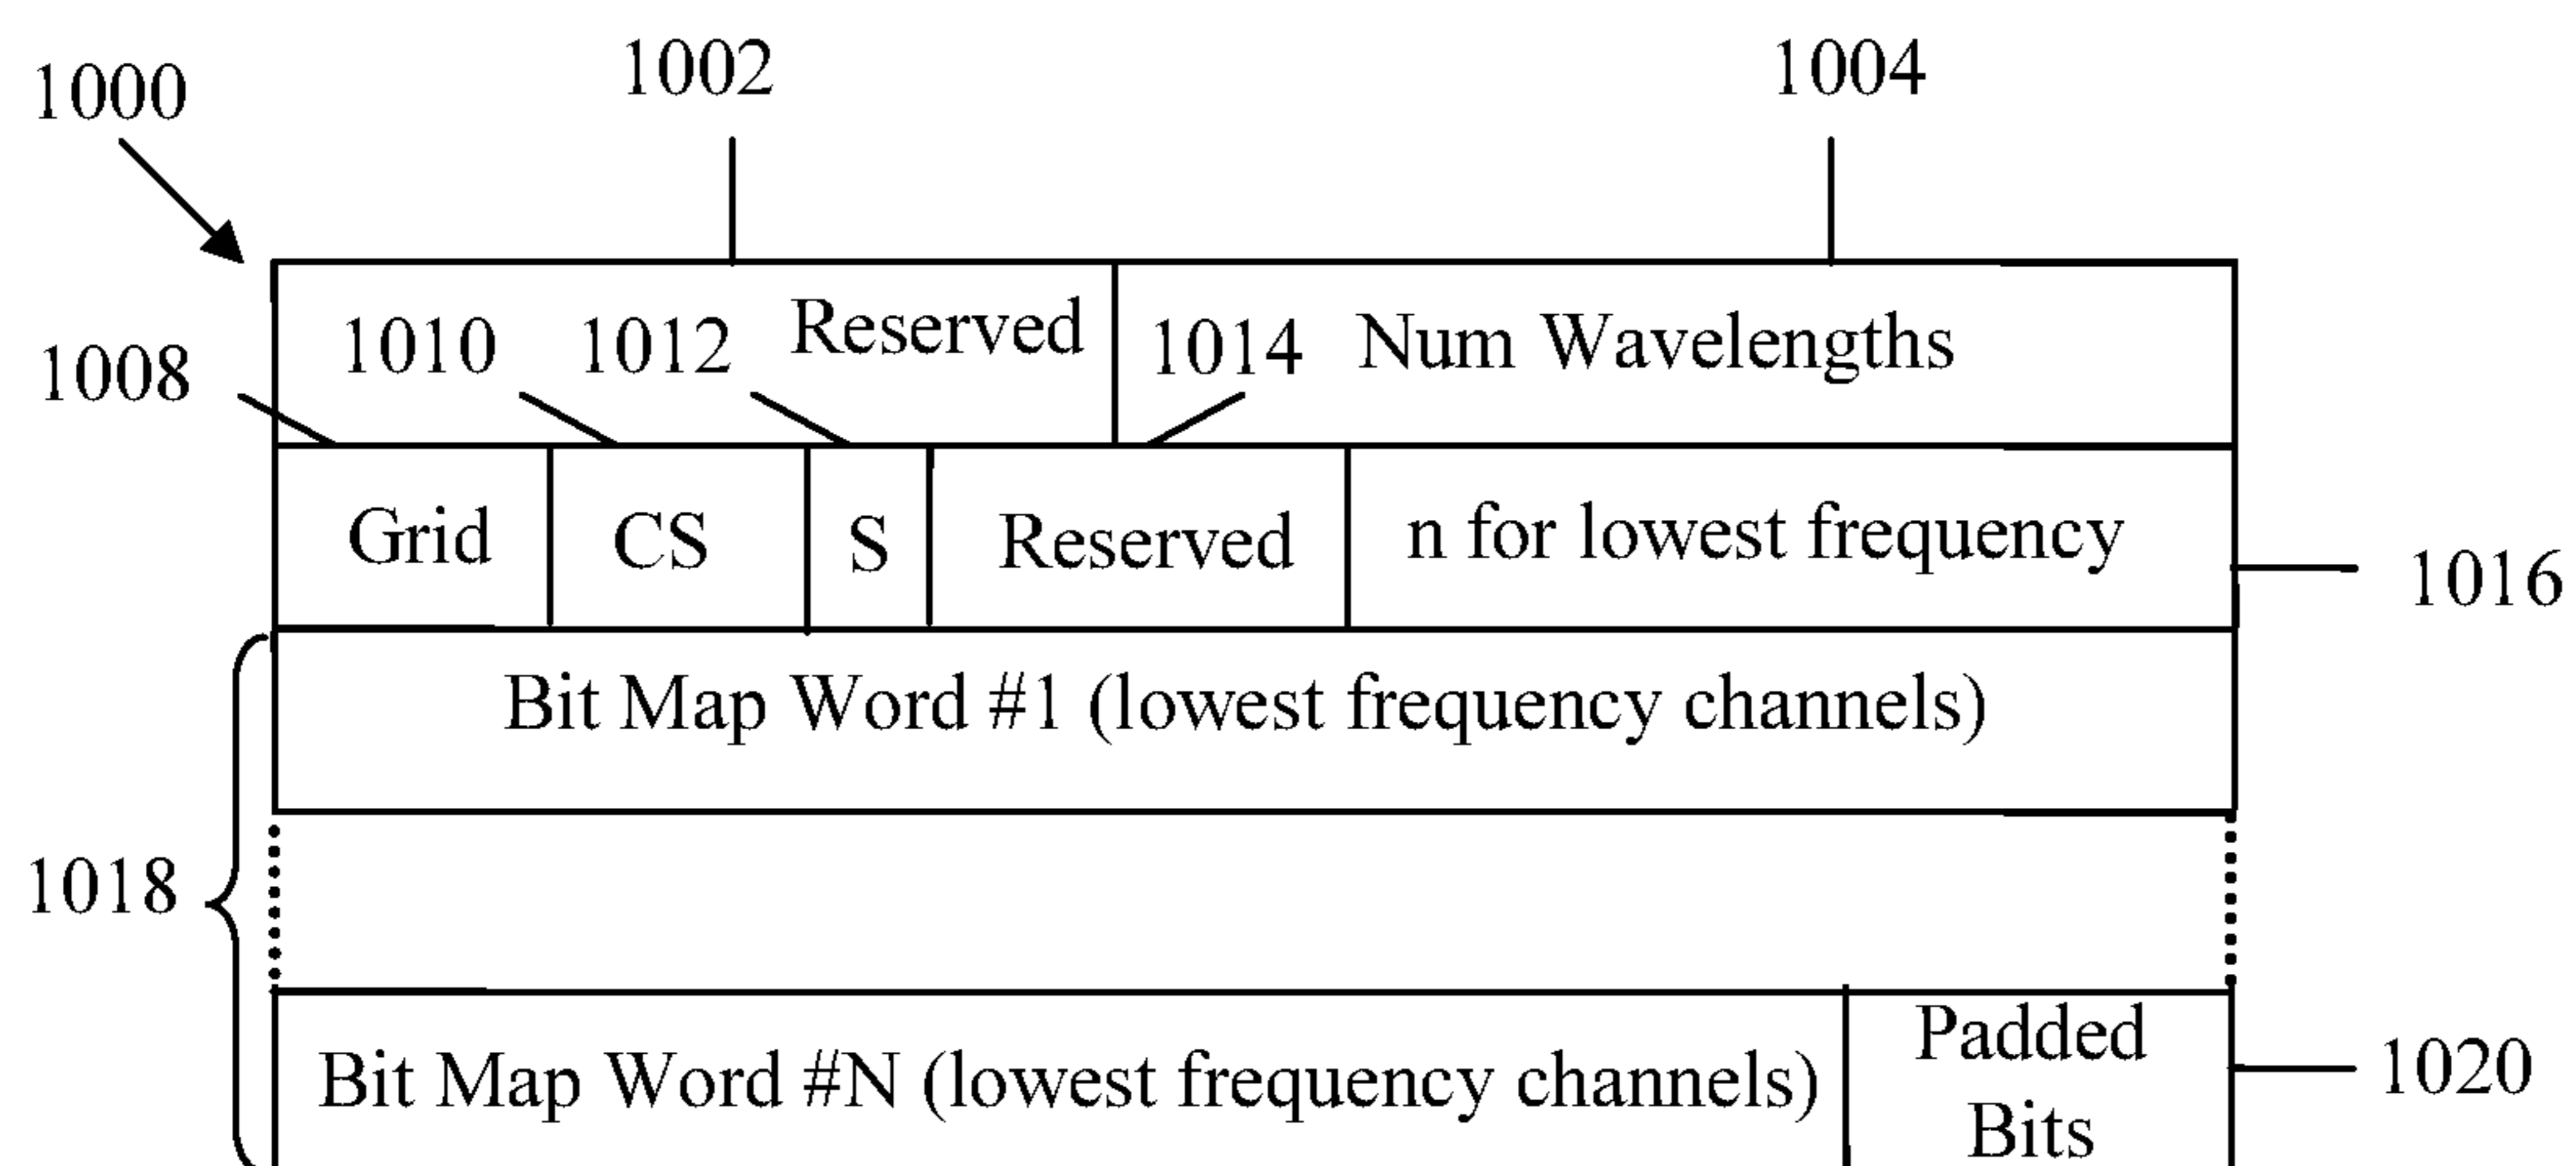 1002 1004
1000
1010 1012 Reserved 1014 Num Wavelengths
1008
Grid CS S Reserved n for lowest frequency
1016
Bit Map Word #1 (lowest frequency channels)
1018
Bit Map Word #N (lowest frequency channels) Padded
Bits
1020